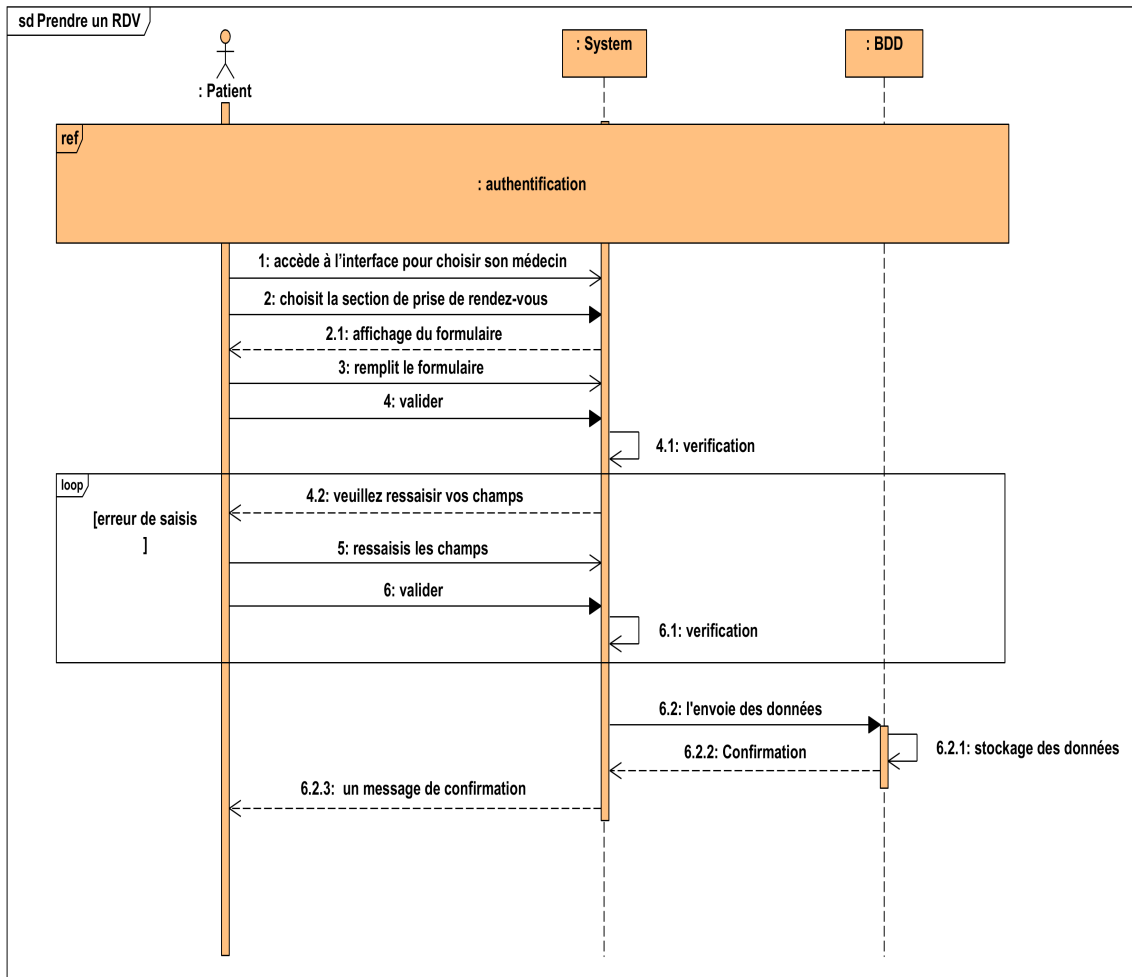 sd Prendre un RDV
: Patient
: System
: BDD
ref
: authentification
1: accède à l'interface pour choisir son médecin
2: choisit la section de prise de rendez-vous
2.1: affichage du formulaire
3: remplit le formulaire
4: valider
4.1: verification
loop
[erreur de saisis
]
4.2: veuillez ressaisir vos champs
5: ressaisis les champs
6: valider
6.1: verification
6.2: l'envoie des données
6.2.1: stockage des données
6.2.2: Confirmation
6.2.3: un message de confirmation